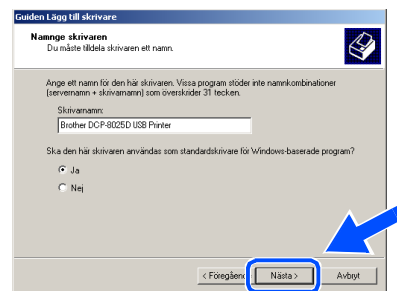 Guiden Lägg till skrivare
Namnge skrivaren
Du måste tilldela skrivaren ett namn.
Ange ett namn för den här skrivaren. Vissa program stöder inte namnkombinationer
(servernamn + skrivarnamn) som överskrider 31 tecken.
Skrivarnamn:
Brother DCP-8025D USB Printer
Ska den här skrivaren användas som standardskrivare för Windows-baserade program?
Ja
Nej
< Föregåend Nästa > Avbryt